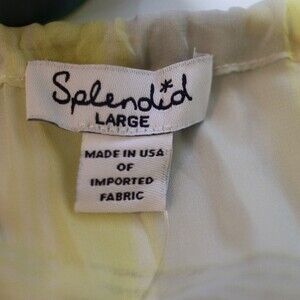 Splendid
LARGE
MADE IN USA
OF
IMPORTED
FABRIC